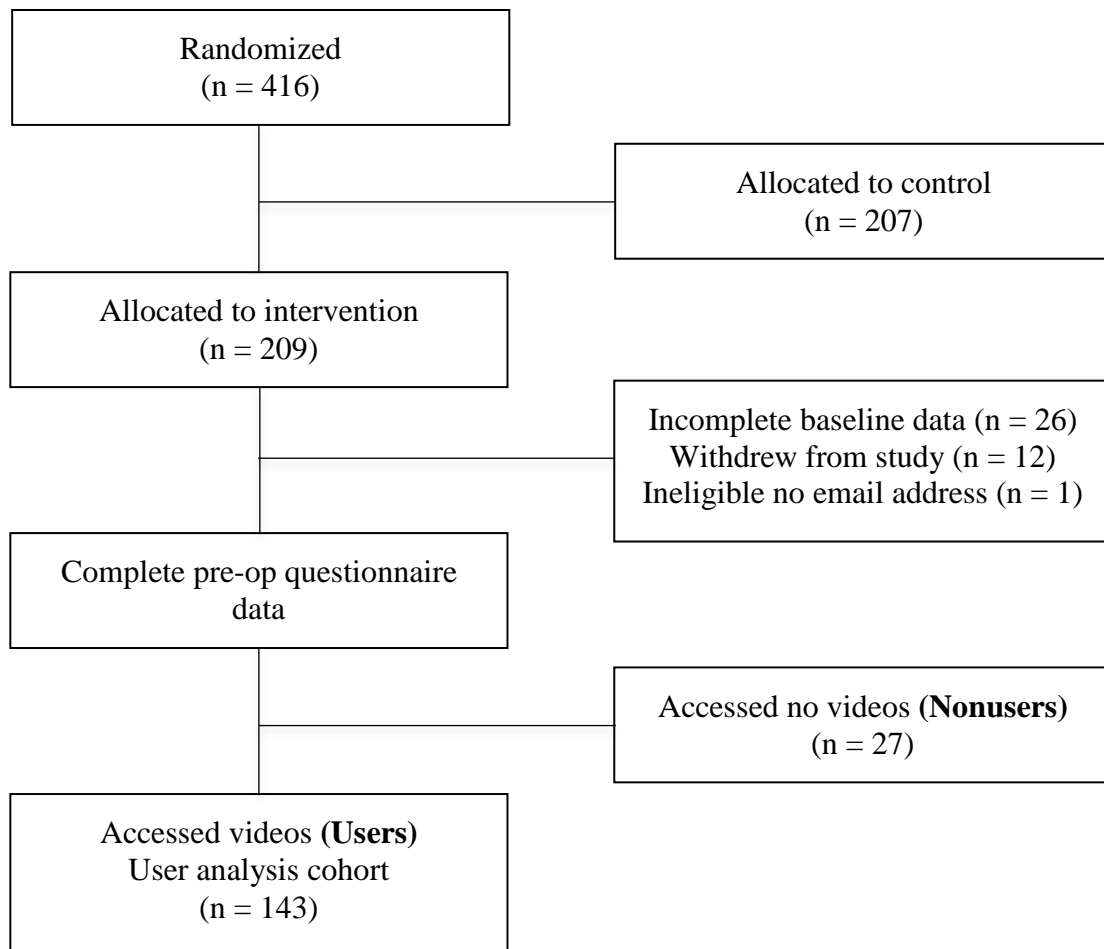 Randomized
(n = 416)
Allocated to control
(n = 207)
Allocated to intervention
(n = 209)
Incomplete baseline data (n = 26)
Withdrew from study (n = 12)
Ineligible no email address (n = 1)
Complete pre-op questionnaire
data
Accessed no videos (Nonusers)
(n = 27)
Accessed videos (Users)
User analysis cohort
(n = 143)